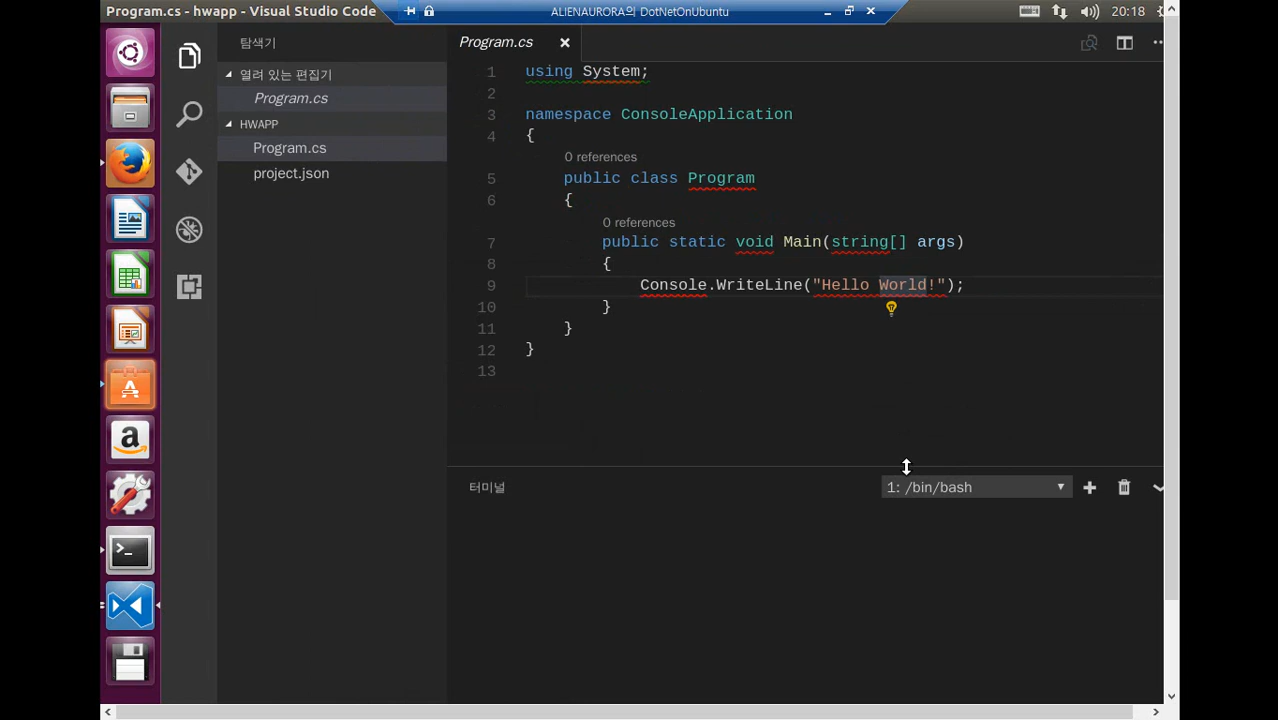 Program.cs - hwapp - Visual Studio Code
ALIENAURORA의 DotNetOnUbuntu
20:18
탐색기
열려 있는 편집기
Program.cs
HWAPP
Program.cs
project.json
Program.cs
1 using System;
2
3 namespace ConsoleApplication
4 {
0 references
5 public class Program
6 {
0 references
7 public static void Main(string[] args)
8 {
9 Console.WriteLine("Hello World!");
10 }
11 }
12 }
13
터미널
1: /bin/bash